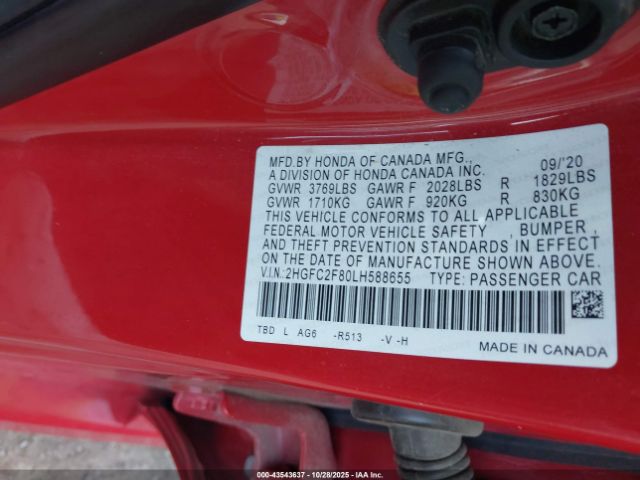 MFD.BY HONDA OF CANADA MFG., 09/'20
A DIVISION OF HONDA CANADA INC.
GVWR 3769LBS GAWR F 2028LBS R 1829LBS
GVWR 1710KG GAWR F 920KG R 830KG
THIS VEHICLE CONFORMS TO ALL APPLICABLE
FEDERAL MOTOR VEHICLE SAFETY , BUMPER ,
AND THEFT PREVENTION STANDARDS IN EFFECT
ON THE DATE OF MANUFACTURE SHOWN ABOVE.
V.I.N.:2HGFC2F80LH588655 TYPE: PASSENGER CAR
TBD L AG6 -R513 -V -H
MADE IN CANADA
000-43543637 | 10/28/2025 | IAA Inc.